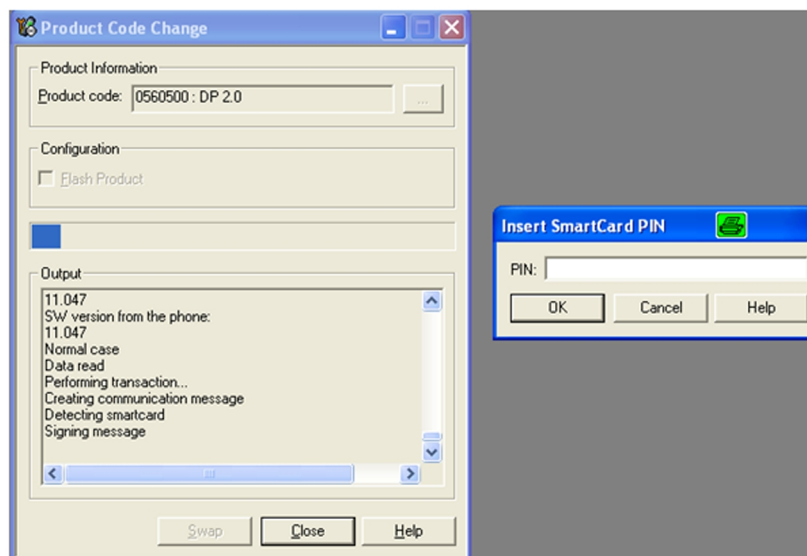 Product Code Change
Product Information
Product code: 0560500 : DP 2.0
...
Configuration
Flash Product
Output
11.047
SW version from the phone:
11.047
Normal case
Data read
Performing transaction...
Creating communication message
Detecting smartcard
Signing message
Swap Close Help
Insert SmartCard PIN
PIN:
OK Cancel Help